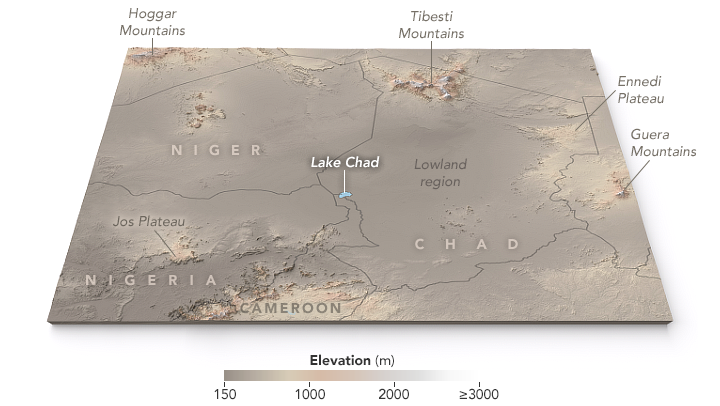 Hoggar
Mountains
Tibesti
Mountains
Ennedi
Plateau
Guera
Mountains
NIGER
Lake Chad
Lowland
region
Jos Plateau
CHAD
NIGERIA
CAMEROON
Elevation (m)
150 1000 2000 ≥3000